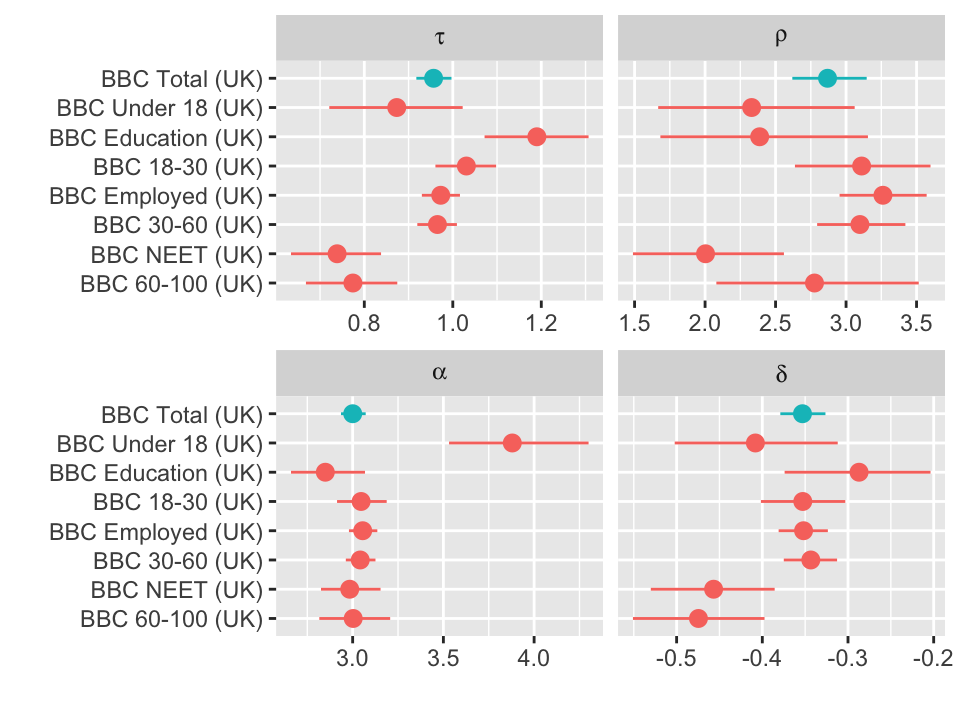 τ ρ
BBC Total (UK)
BBC Under 18 (UK)
BBC Education (UK)
BBC 18-30 (UK)
BBC Employed (UK)
BBC 30-60 (UK)
BBC NEET (UK)
BBC 60-100 (UK)
0.8 1.0 1.2 1.5 2.0 2.5 3.0 3.5
α δ
BBC Total (UK)
BBC Under 18 (UK)
BBC Education (UK)
BBC 18-30 (UK)
BBC Employed (UK)
BBC 30-60 (UK)
BBC NEET (UK)
BBC 60-100 (UK)
3.0 3.5 4.0 -0.5 -0.4 -0.3 -0.2